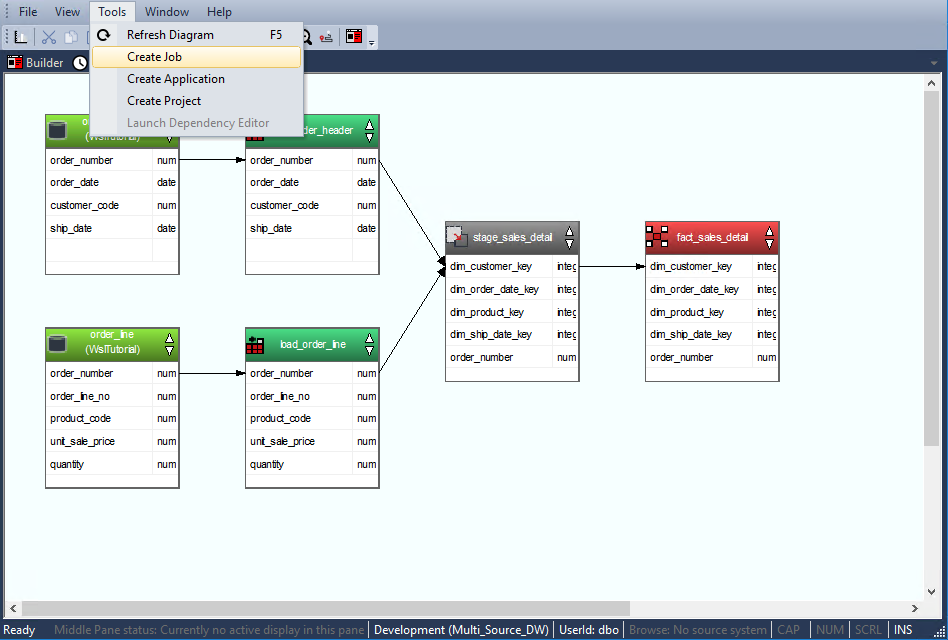 File View Tools Window Help
Refresh Diagram F5
Create Job
Create Application
Create Project
Launch Dependency Editor
Builder
(WslTutorial)
order_number num
order_date date
customer_code num
ship_date date
der_header
order_number num
order_date date
customer_code num
ship_date date
order_line
(WslTutorial)
order_number num
order_line_no num
product_code num
unit_sale_price num
quantity num
load_order_line
order_number num
order_line_no num
product_code num
unit_sale_price num
quantity num
stage_sales_detail
dim_customer_key integ
dim_order_date_key integ
dim_product_key integ
dim_ship_date_key integ
order_number num
fact_sales_detail
dim_customer_key integ
dim_order_date_key integ
dim_product_key integ
dim_ship_date_key integ
order_number num
Ready Middle Pane status: Currently no active display in this pane Development (Multi_Source_DW) UserId: dbo Browse: No source system CAP NUM SCRL INS